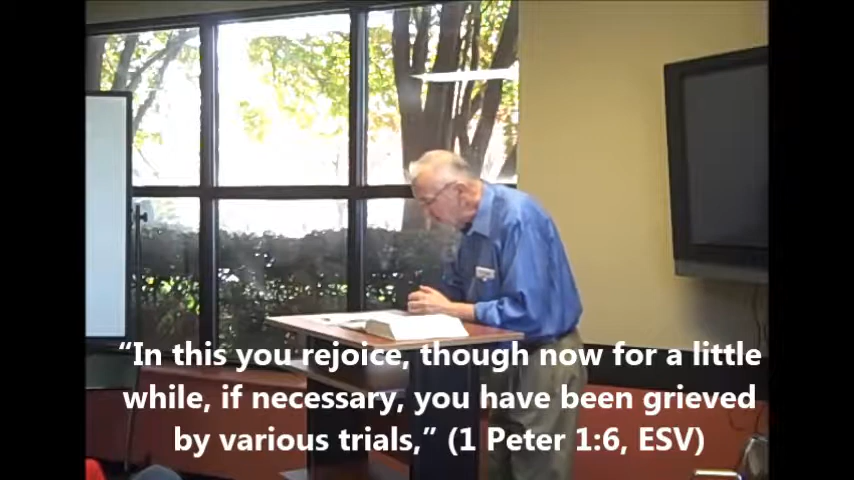 “In this you rejoice, though now for a little
while, if necessary, you have been grieved
by various trials,” (1 Peter 1:6, ESV)